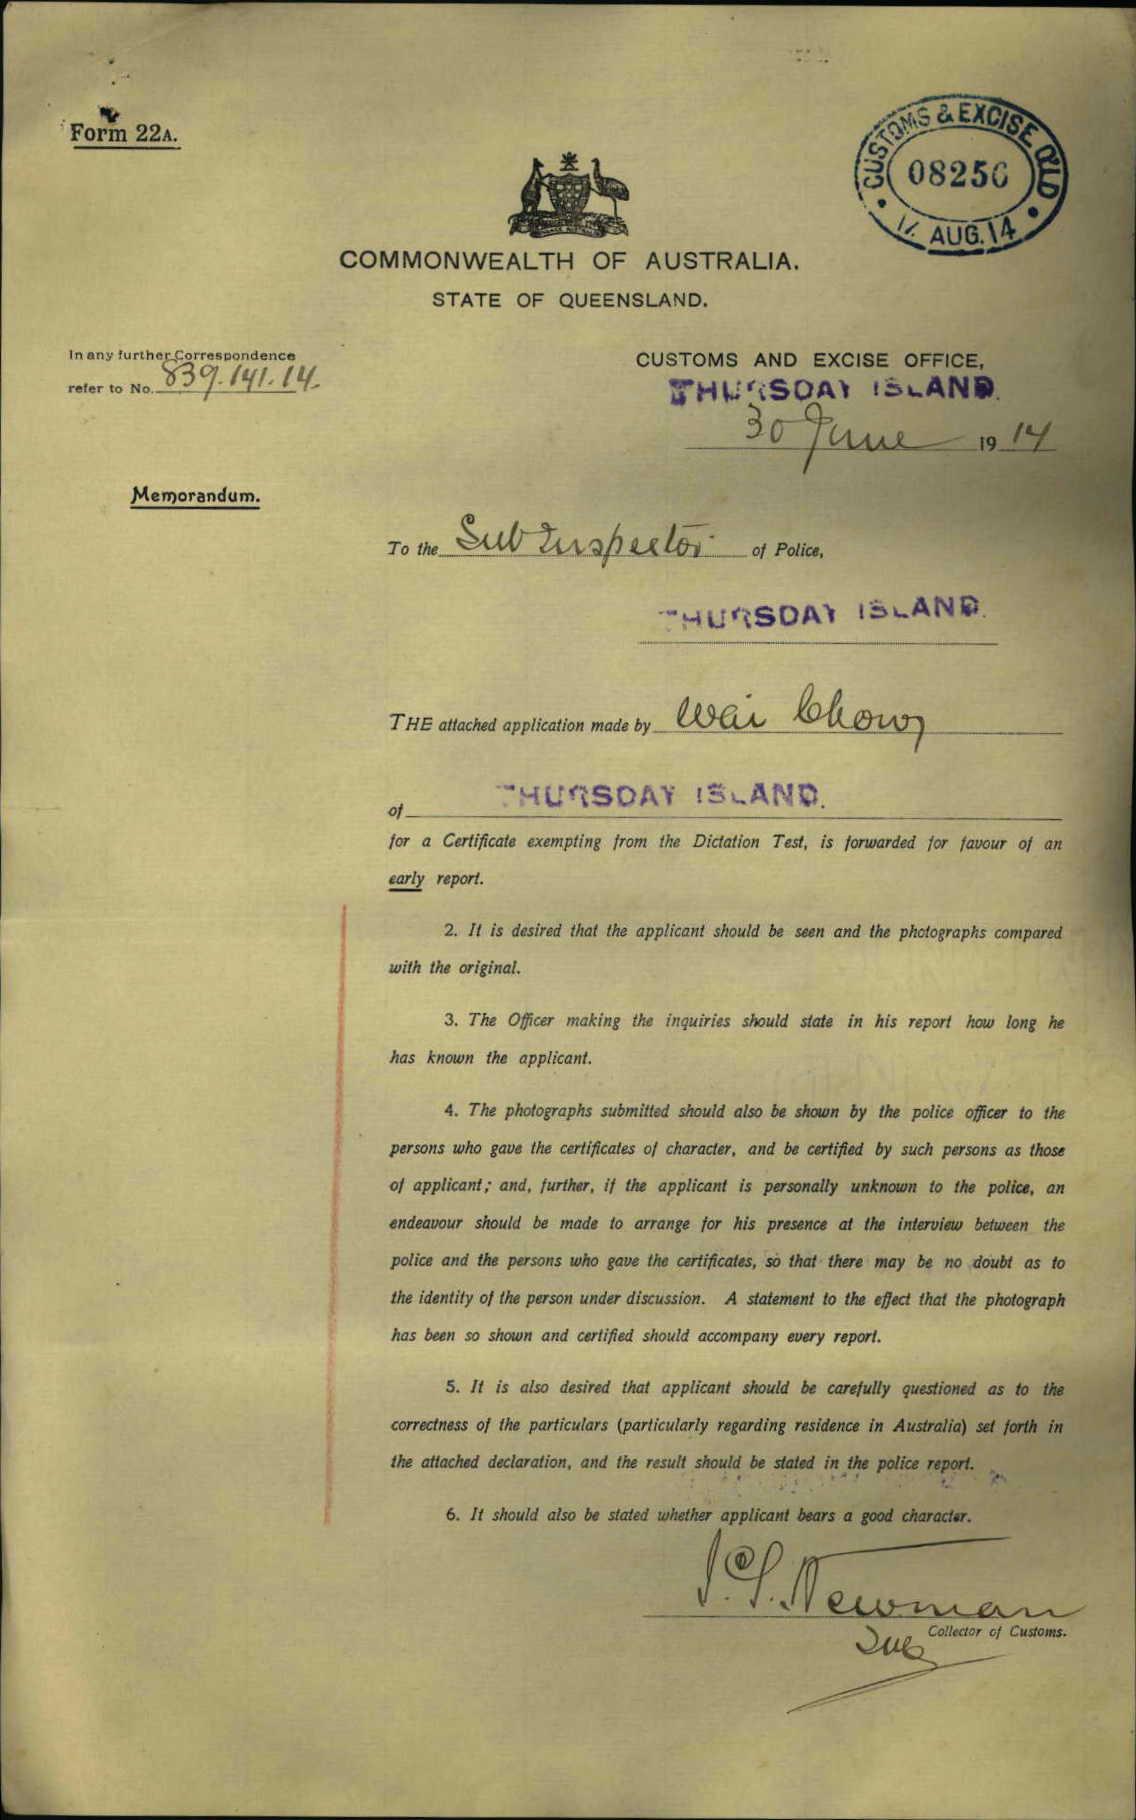 Form 22A.
CUSTOMS & EXCISE QLD
08256
AUG. 14
COMMONWEALTH OF AUSTRALIA.
STATE OF QUEENSLAND.
In any further Correspondence
refer to No. 839.141.14.
CUSTOMS AND EXCISE OFFICE,
THURSDAY ISLAND.
30 June 1914
Memorandum.
To the Sub Inspector of Police,
THURSDAY ISLAND.
THE attached application made by Wai Chow
of THURSDAY ISLAND.
for a Certificate exempting from the Dictation Test, is forwarded for favour of an
early report.
2. It is desired that the applicant should be seen and the photographs compared
with the original.
3. The Officer making the inquiries should state in his report how long he
has known the applicant.
4. The photographs submitted should also be shown by the police officer to the
persons who gave the certificates of character, and be certified by such persons as those
of applicant; and, further, if the applicant is personally unknown to the police, an
endeavour should be made to arrange for his presence at the interview between the
police and the persons who gave the certificates, so that there may be no doubt as to
the identity of the person under discussion. A statement to the effect that the photograph
has been so shown and certified should accompany every report.
5. It is also desired that applicant should be carefully questioned as to the
correctness of the particulars (particularly regarding residence in Australia) set forth in
the attached declaration, and the result should be stated in the police report.
6. It should also be stated whether applicant bears a good character.
Newman
Collector of Customs.